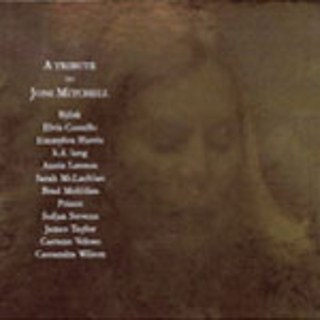 A TRIBUTE
TO
JONI MITCHELL
Björk
Elvis Costello
Emmylou Harris
k.d. lang
Annie Lennox
Sarah McLachlan
Brad Mehldau
Prince
Sufjan Stevens
James Taylor
Caetano Veloso
Cassandra Wilson